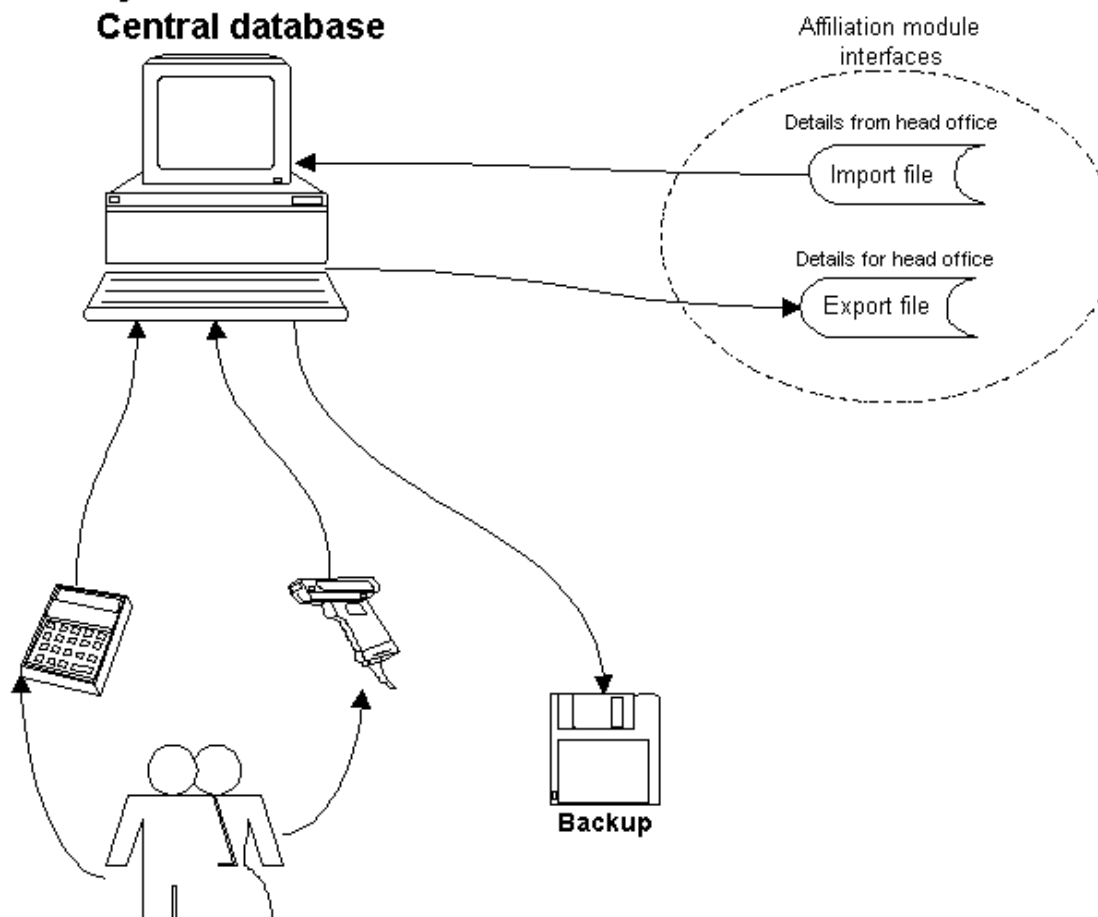 Central database
Affiliation module
interfaces
Details from head office
Import file
Details for head office
Export file
Backup